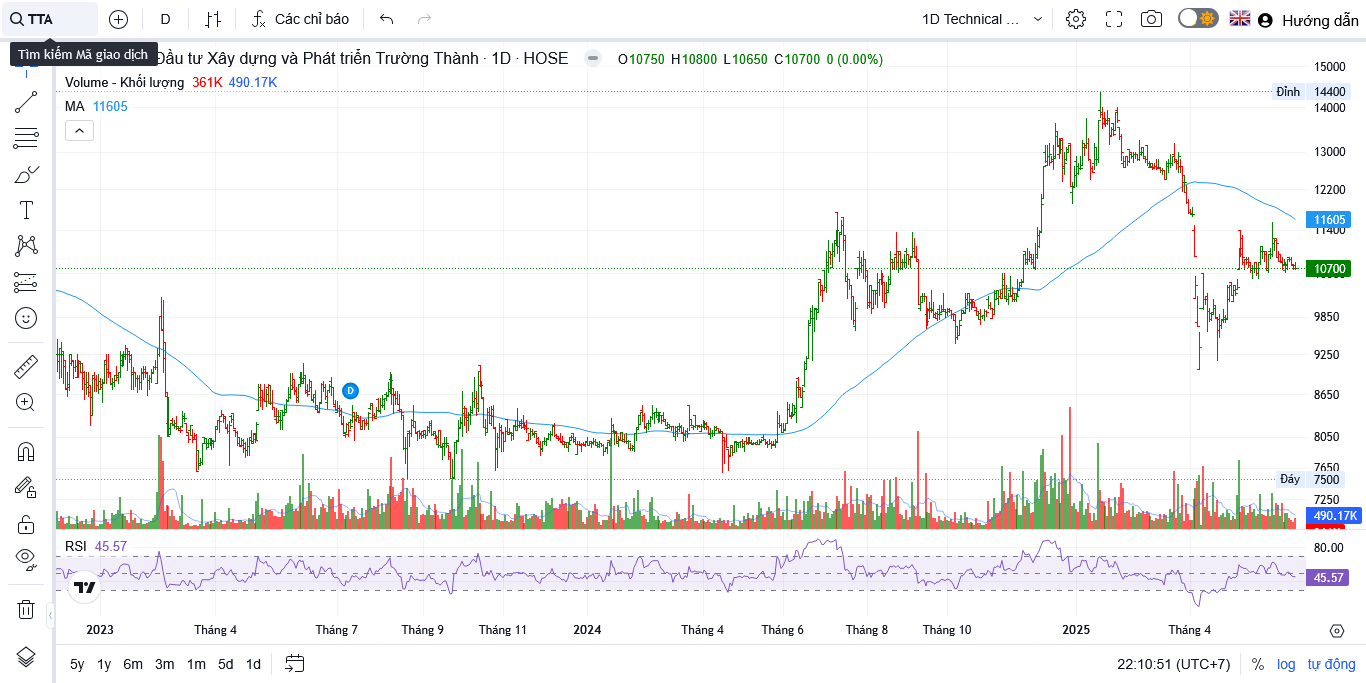 TTA
D
Các chỉ báo
1D Technical ...
Hướng dẫn
Tìm kiếm Mã giao dịch
Đầu tư Xây dựng và Phát triển Trường Thành · 1D · HOSE
O10750 H10800 L10650 C10700 0 (0.00%)
Volume - Khối lượng 361K 490.17K
MA 11605
15000
Đỉnh 14400
14000
13000
12200
11605
11400
10700
9850
9250
8650
8050
7650
Đáy 7500
7250
490.17K
D
RSI 45.57
80.00
45.57
2023 Tháng 4 Tháng 7 Tháng 9 Tháng 11 2024 Tháng 4 Tháng 6 Tháng 8 Tháng 10 2025 Tháng 4
5y 1y 6m 3m 1m 5d 1d
22:10:51 (UTC+7) % log tự động